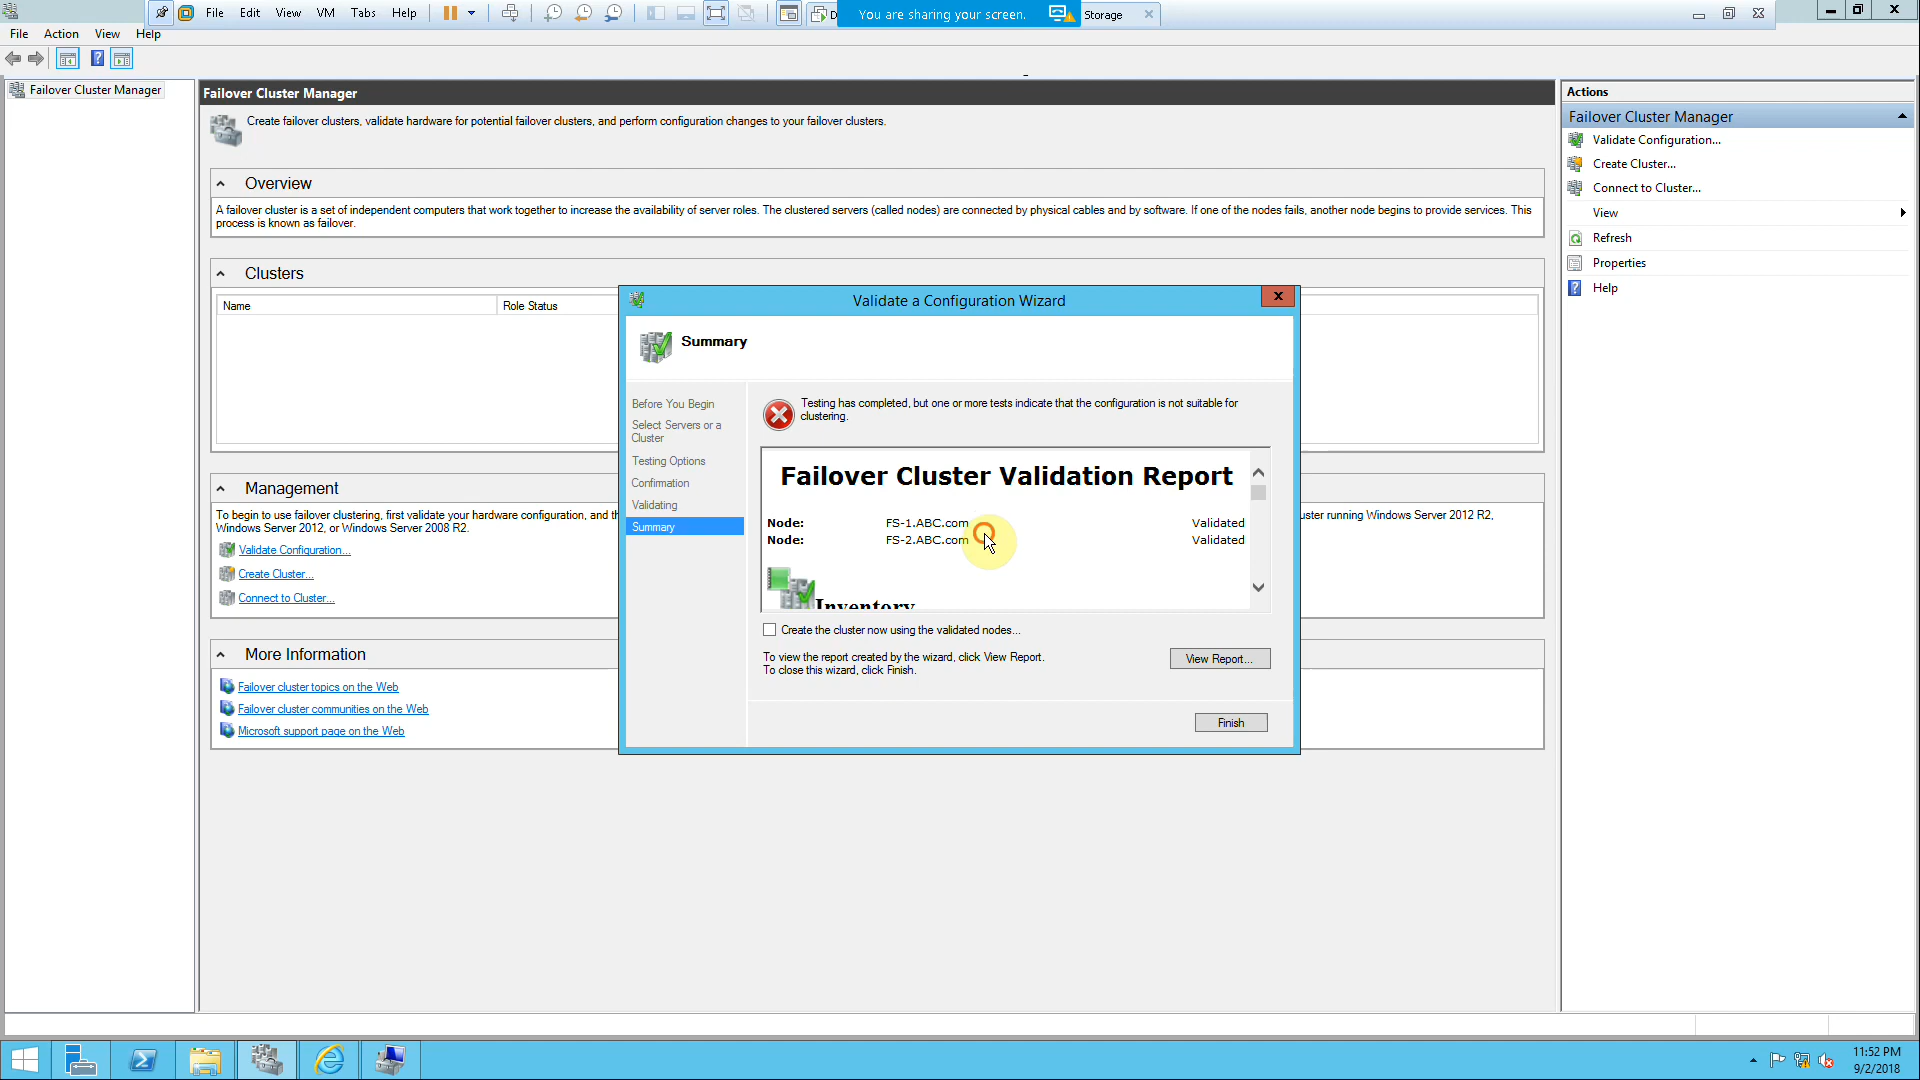 File Edit View VM Tabs Help
You are sharing your screen.
Storage
File Action View Help
Failover Cluster Manager
Failover Cluster Manager
Create failover clusters, validate hardware for potential failover clusters, and perform configuration changes to your failover clusters.
Overview
A failover cluster is a set of independent computers that work together to increase the availability of server roles. The clustered servers (called nodes) are connected by physical cables and by software. If one of the nodes fails, another node begins to provide services. This
process is known as failover.
Clusters
Name Role Status
Management
To begin to use failover clustering, first validate your hardware configuration, and th
uster running Windows Server 2012 R2,
Windows Server 2012, or Windows Server 2008 R2.
Validate Configuration...
Create Cluster...
Connect to Cluster...
More Information
Failover cluster topics on the Web
Failover cluster communities on the Web
Microsoft support page on the Web
Validate a Configuration Wizard
Summary
Before You Begin
Select Servers or a
Cluster
Testing Options
Confirmation
Validating
Summary
Testing has completed, but one or more tests indicate that the configuration is not suitable for
clustering.
Failover Cluster Validation Report
Node: FS-1.ABC.com Validated
Node: FS-2.ABC.com Validated
Inventory
Create the cluster now using the validated nodes...
To view the report created by the wizard, click View Report.
To close this wizard, click Finish.
View Report...
Finish
Actions
Failover Cluster Manager
Validate Configuration...
Create Cluster...
Connect to Cluster...
View
Refresh
Properties
Help
11:52 PM
9/2/2018